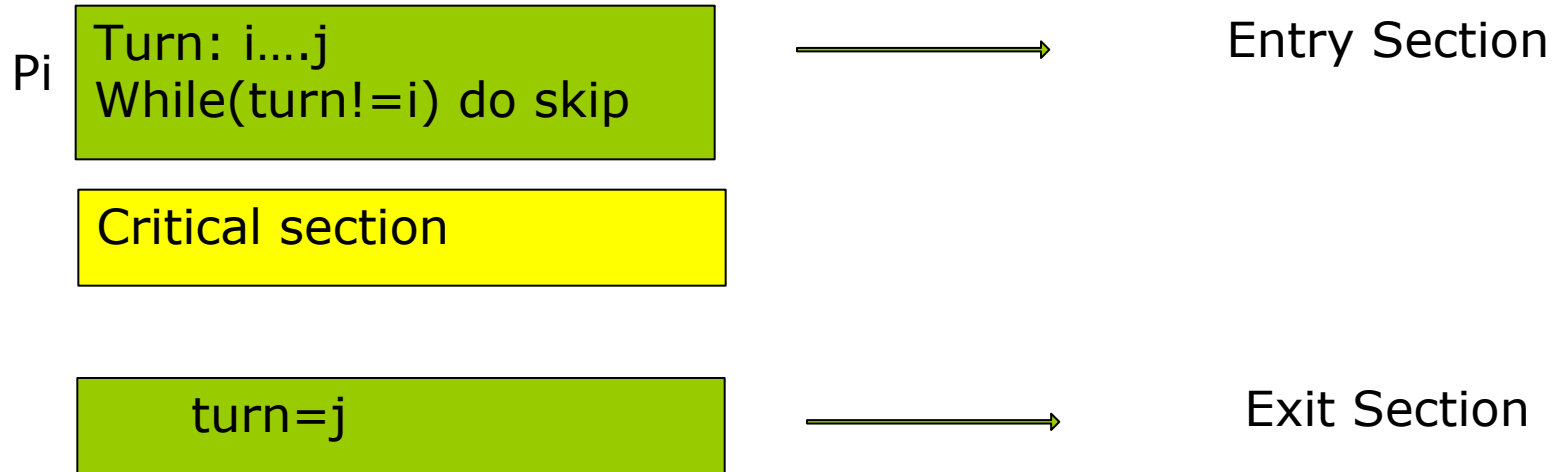 Pi
Turn: i....j
While(turn!=i) do skip
Entry Section
Critical section
turn=j
Exit Section